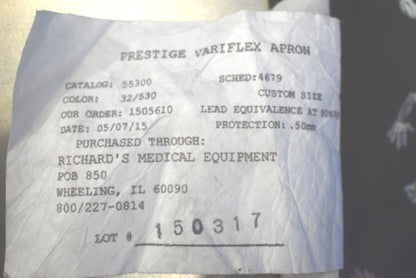 PRESTIGE VARIFLEX APRON
CATALOG: 55300 SCHED:4679
COLOR: 32/530 CUSTOM SIZE
OUR ORDER: 1505610 LEAD EQUIVALENCE AT
DATE: 05/07/15 PROTECTION: .50mm
PURCHASED THROUGH:
RICHARD'S MEDICAL EQUIPMENT
POB 850
WHEELING, IL 60090
800/227-0814
LOT # 150317